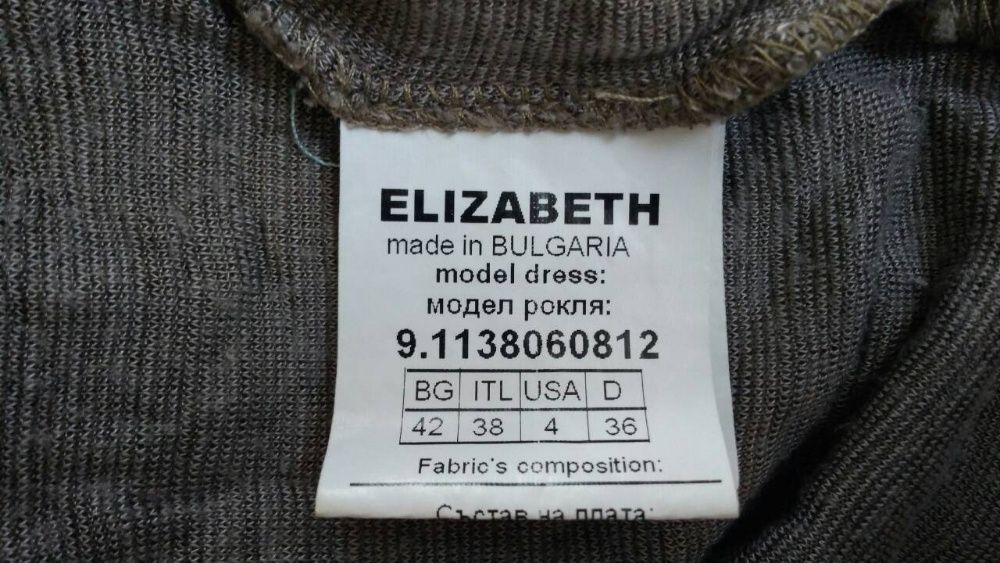 ELIZABETH
made in BULGARIA
model dress:
модел рокля:
9.1138060812
BG ITL USA D
42 38 4 36
Fabric's composition:
Състав на плата: